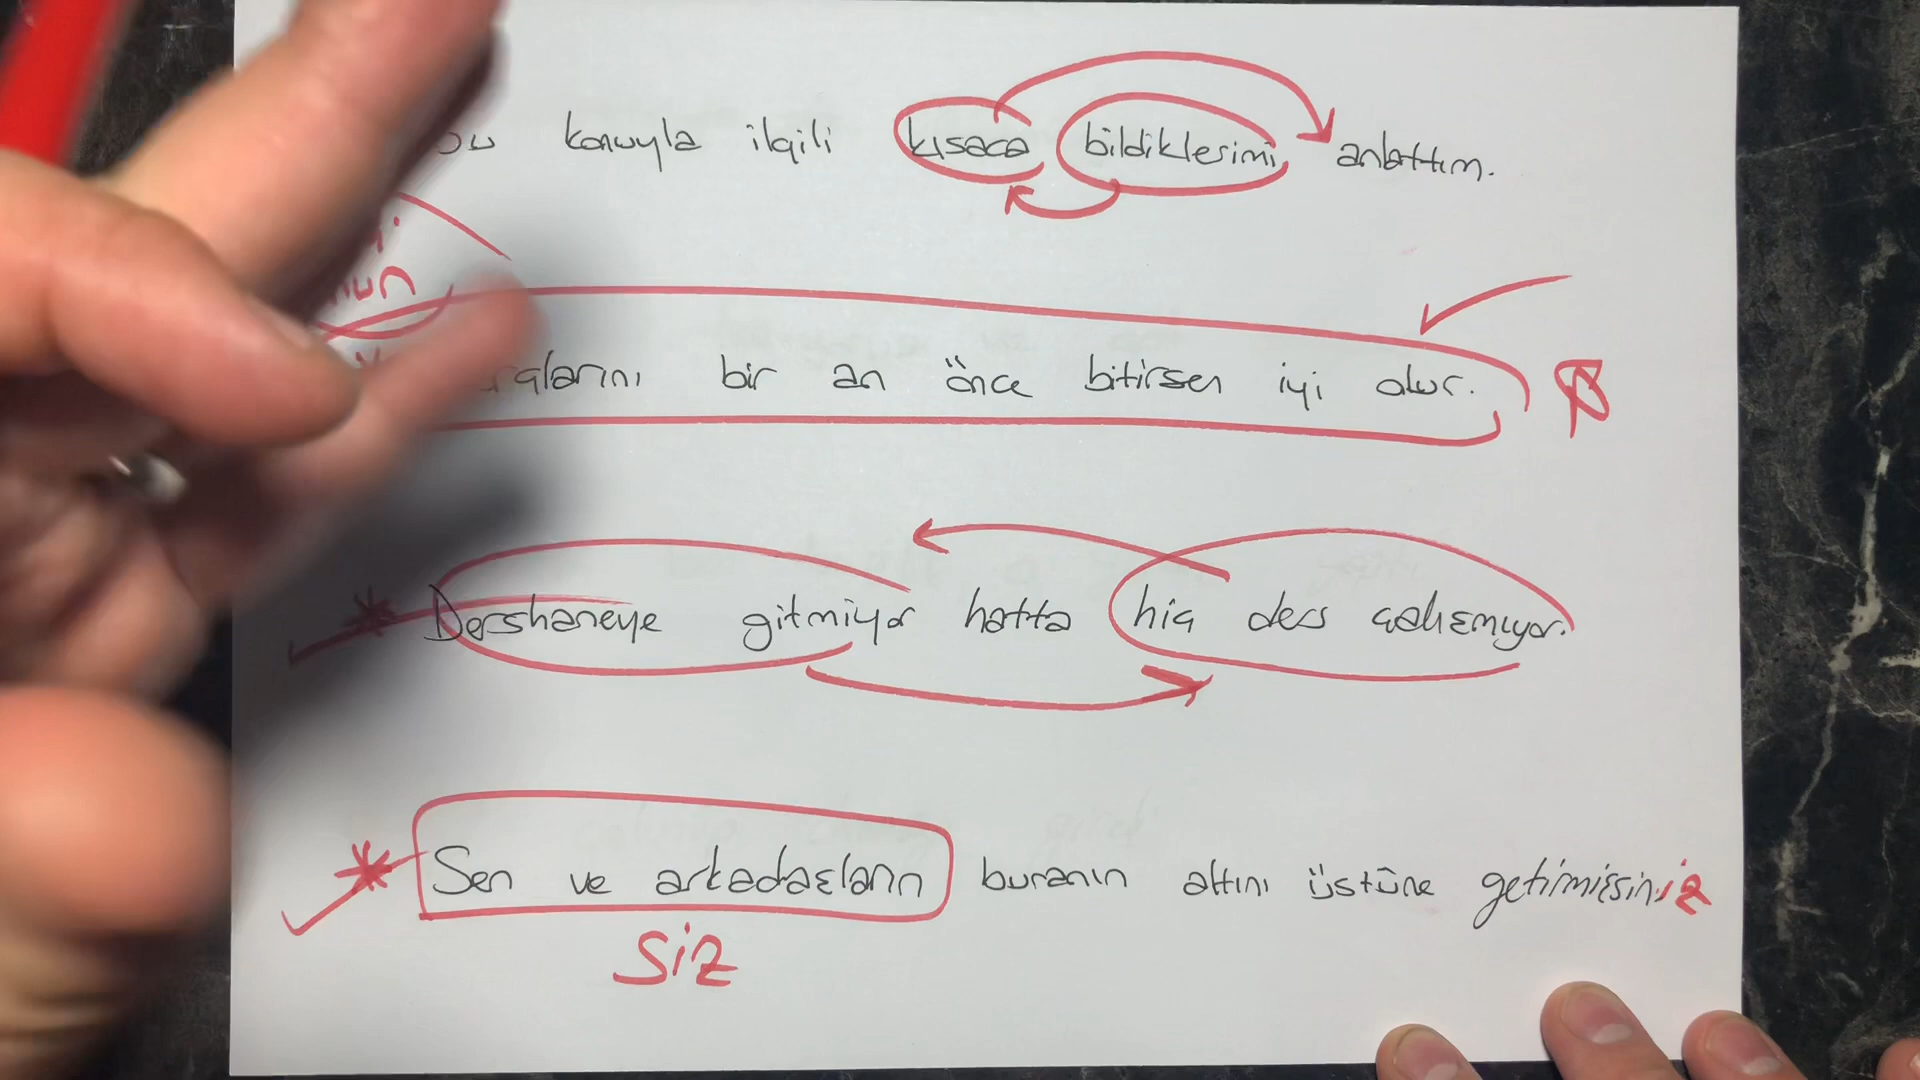 konuyla ilgili kısaca bildiklerimi anlattım.
bir an önce bitirsen iyi olur.
Dershaneye gitmiyor hatta hiç ders çalışmıyor.
Sen ve arkadaşların buranın altını üstüne getirmişsiniz
siz